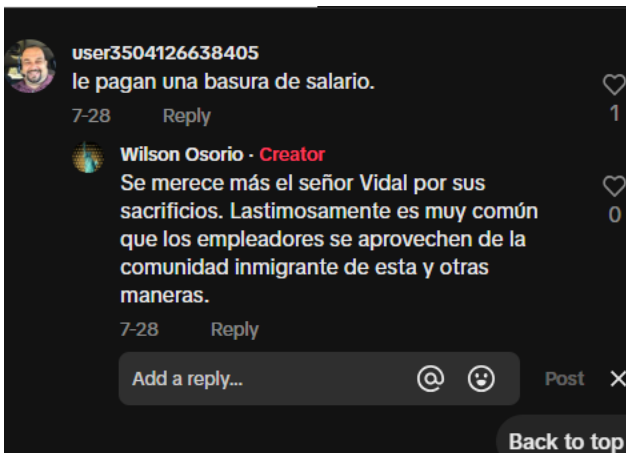 user3504126638405
le pagan una basura de salario.
7-28 Reply
1
Wilson Osorio · Creator
Se merece más el señor Vidal por sus
sacrificios. Lastimosamente es muy común
que los empleadores se aprovechen de la
comunidad inmigrante de esta y otras
maneras.
0
7-28 Reply
Add a reply... Post
Back to top